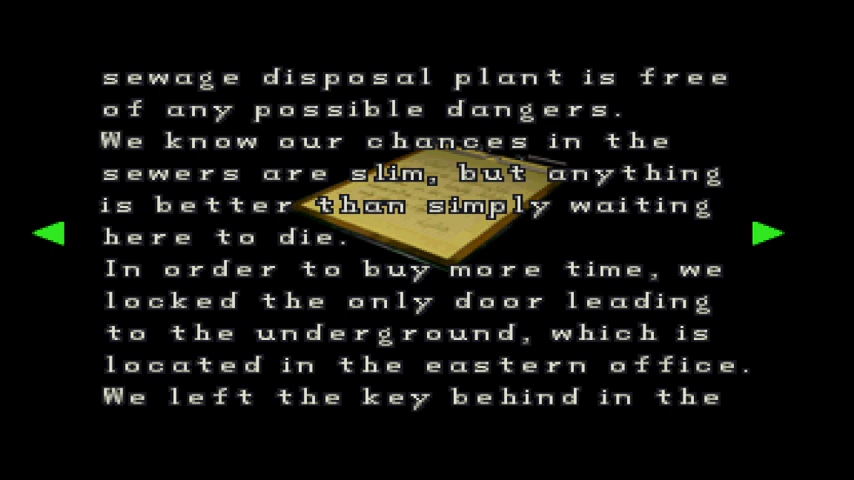 sewage disposal plant is free
of any possible dangers.
We know our chances in the
sewers are slim, but anything
is better than simply waiting
here to die.
In order to buy more time, we
locked the only door leading
to the underground, which is
located in the eastern office.
We left the key behind in the